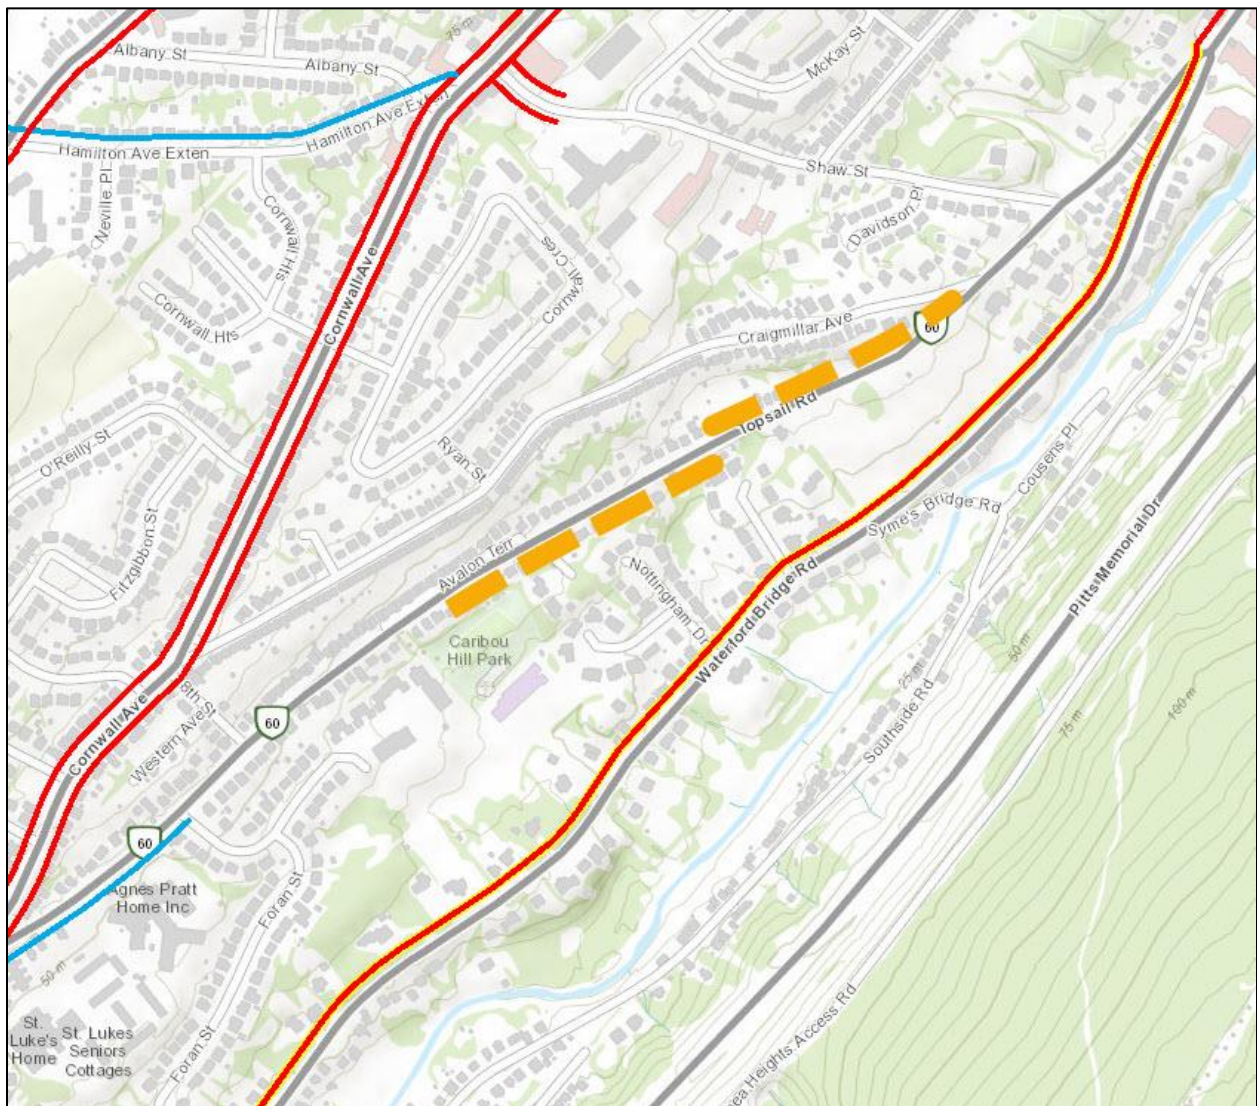 75 m
Albany St
Albany St
McKay St
Hamilton Ave Exten
Hamilton Ave Exten
Shaw St
Neville Pl
Cornwall Hts
Davidson Pl
Cornwall Cres
Cornwall Ave
Cornwall Hts
Craigmillar Ave
60
Topsail Rd
O'Reilly St
Ryan St
Cousens Pl
Syme's Bridge Rd
Fitzgibbon St
Avalon Terr
Nottingham Dr
Waterford Bridge Rd
Pitts Memorial Dr
Caribou
Hill Park
50 m
25 m
8th St
Western Ave
Cornwall Ave
60
Southside Rd
75 m
100 m
60
Agnes Pratt
Home Inc
Foran St
50 m
St.
Luke's
Home
St. Lukes
Seniors
Cottages
Foran St
ea Heights Access Rd